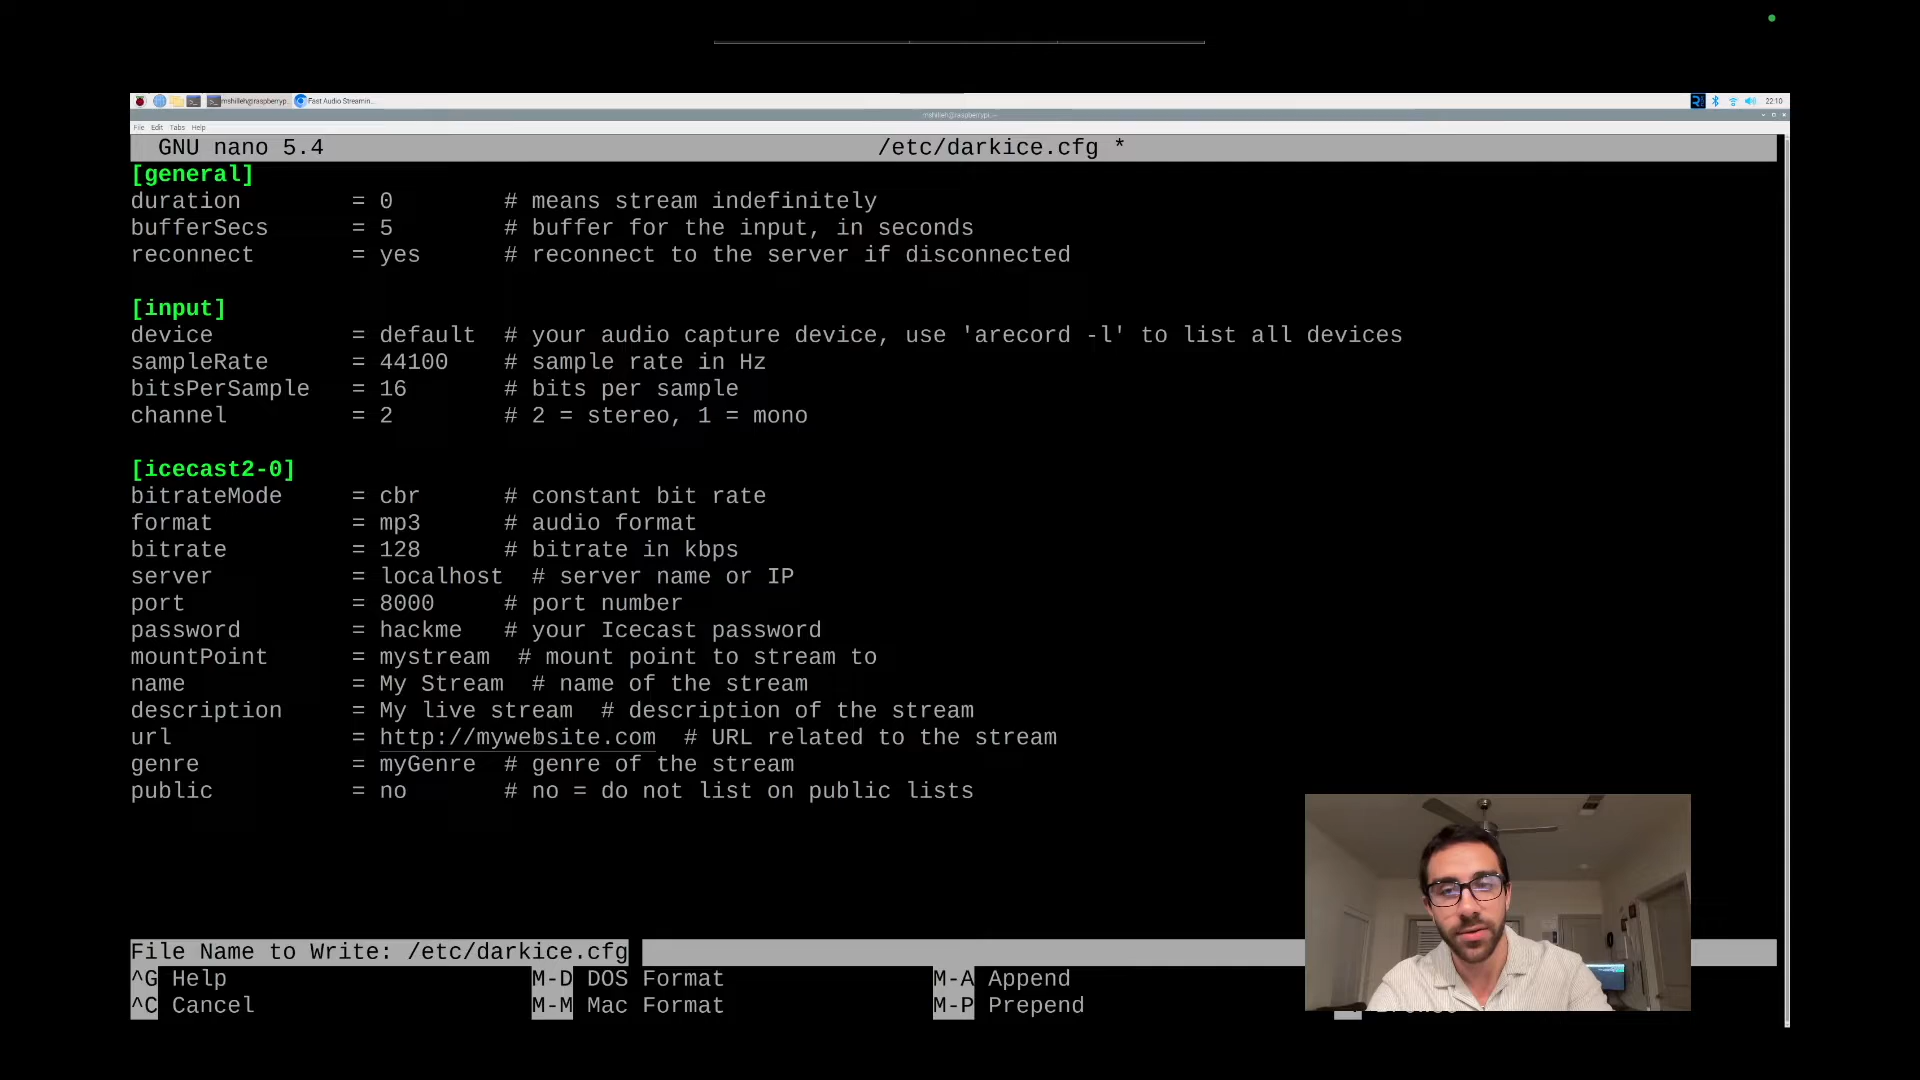 mshilleh@raspberryp... Fast Audio Streamin... 22:10
mshilleh@raspberrypi: ~
File Edit Tabs Help
GNU nano 5.4 /etc/darkice.cfg *
[general]
duration = 0 # means stream indefinitely
bufferSecs = 5 # buffer for the input, in seconds
reconnect = yes # reconnect to the server if disconnected
[input]
device = default # your audio capture device, use 'arecord -l' to list all devices
sampleRate = 44100 # sample rate in Hz
bitsPerSample = 16 # bits per sample
channel = 2 # 2 = stereo, 1 = mono
[icecast2-0]
bitrateMode = cbr # constant bit rate
format = mp3 # audio format
bitrate = 128 # bitrate in kbps
server = localhost # server name or IP
port = 8000 # port number
password = hackme # your Icecast password
mountPoint = mystream # mount point to stream to
name = My Stream # name of the stream
description = My live stream # description of the stream
url = http://mywebsite.com # URL related to the stream
genre = myGenre # genre of the stream
public = no # no = do not list on public lists
File Name to Write: /etc/darkice.cfg
^G Help M-D DOS Format M-A Append
^C Cancel M-M Mac Format M-P Prepend